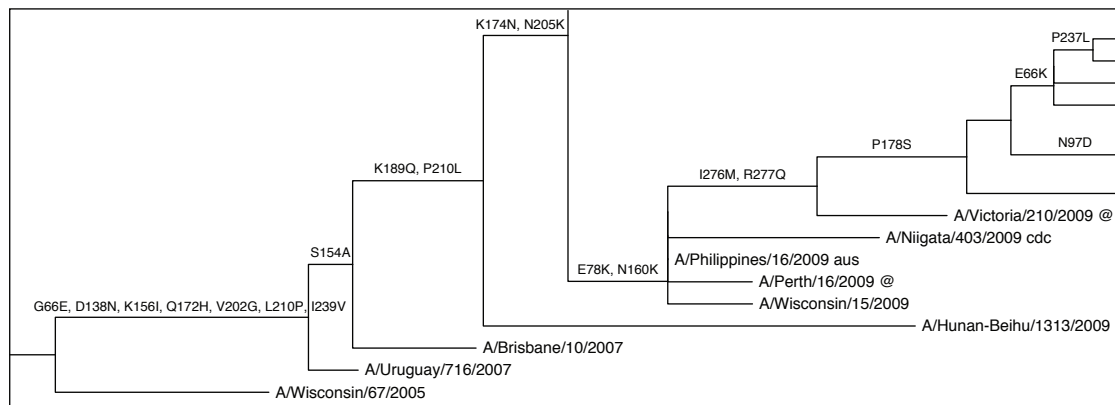 K174N, N205K
P237L
E66K
N97D
P178S
K189Q, P210L
I276M, R277Q
A/Victoria/210/2009 @
A/Niigata/403/2009 cdc
S154A
A/Philippines/16/2009 aus
E78K, N160K
A/Perth/16/2009 @
G66E, D138N, K156I, Q172H, V202G, L210P, I239V
A/Wisconsin/15/2009
A/Hunan-Beihu/1313/2009
A/Brisbane/10/2007
A/Uruguay/716/2007
A/Wisconsin/67/2005